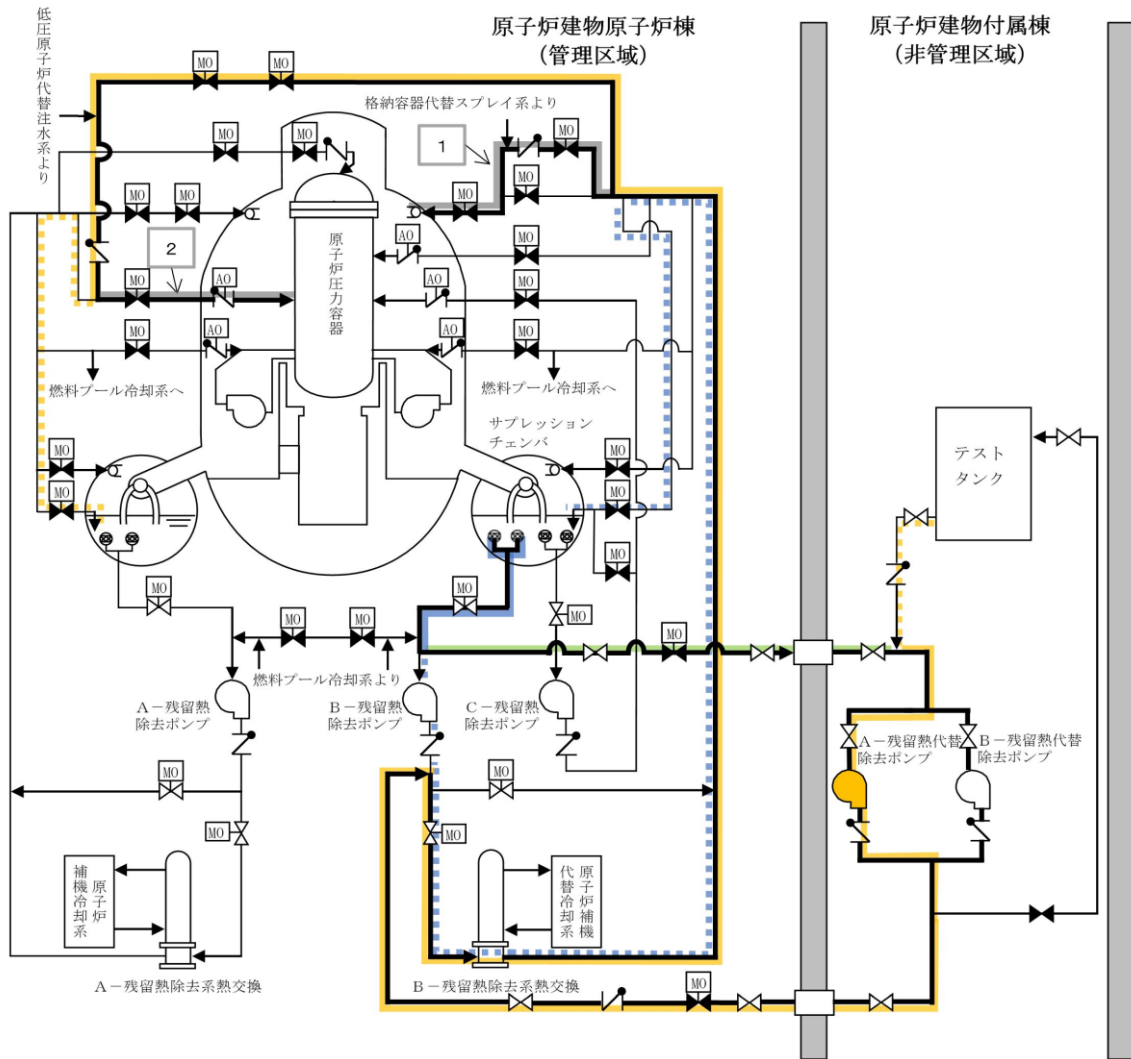 原子炉建物原子炉棟
（管理区域）
原子炉建物付属棟
（非管理区域）
低圧原子炉代替
注水系より
MO
MO
格納容器代替スプレイ系より
1
MO
MO
MO
MO
MO
MO
MO
2
原子炉圧力容器
AO
MO
MO
AO
AO
MO
MO
AO
AO
MO
燃料プール冷却系へ
燃料プール冷却系へ
サプレッション
チェンバ
MO
MO
MO
MO
MO
テスト
タンク
MO
MO
MO
MO
MO
MO
燃料プール冷却系より
A－残留熱
除去ポンプ
B－残留熱
除去ポンプ
C－残留熱
除去ポンプ
A－残留熱代替
除去ポンプ
B－残留熱代替
除去ポンプ
MO
MO
MO
MO
原子炉
補機冷却系
原子炉補機
代替冷却系
A－残留熱除去系熱交換
B－残留熱除去系熱交換
MO